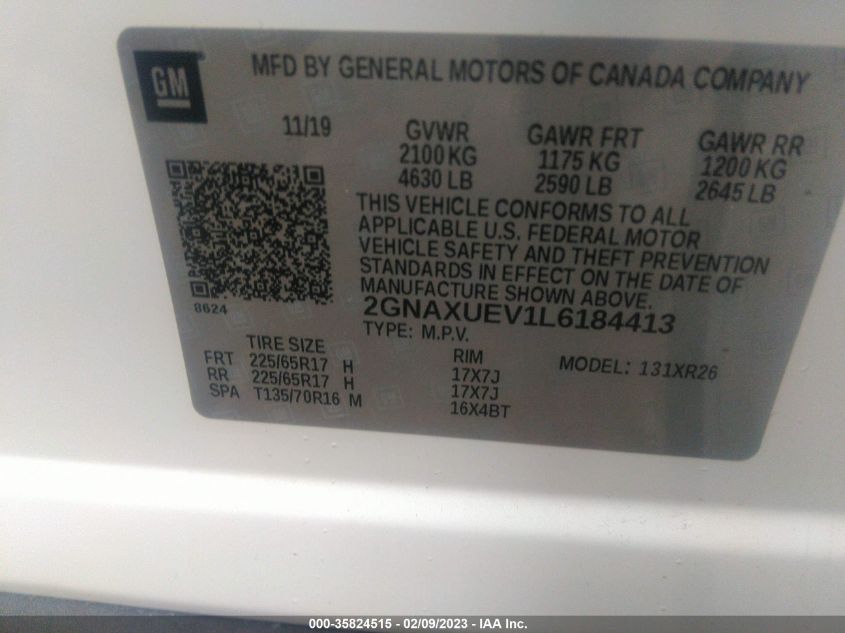 GM
MFD BY GENERAL MOTORS OF CANADA COMPANY
11/19
GVWR
2100 KG
4630 LB
GAWR FRT
1175 KG
2590 LB
GAWR RR
1200 KG
2645 LB
THIS VEHICLE CONFORMS TO ALL
APPLICABLE U.S. FEDERAL MOTOR
VEHICLE SAFETY AND THEFT PREVENTION
STANDARDS IN EFFECT ON THE DATE OF
MANUFACTURE SHOWN ABOVE.
8624
2GNAXUEV1L6184413
TYPE: M.P.V.
TIRE SIZE
RIM
MODEL: 131XR26
FRT 225/65R17 H 17X7J
RR 225/65R17 H 17X7J
SPA T135/70R16 M 16X4BT
000-35824515 - 02/09/2023 - IAA Inc.